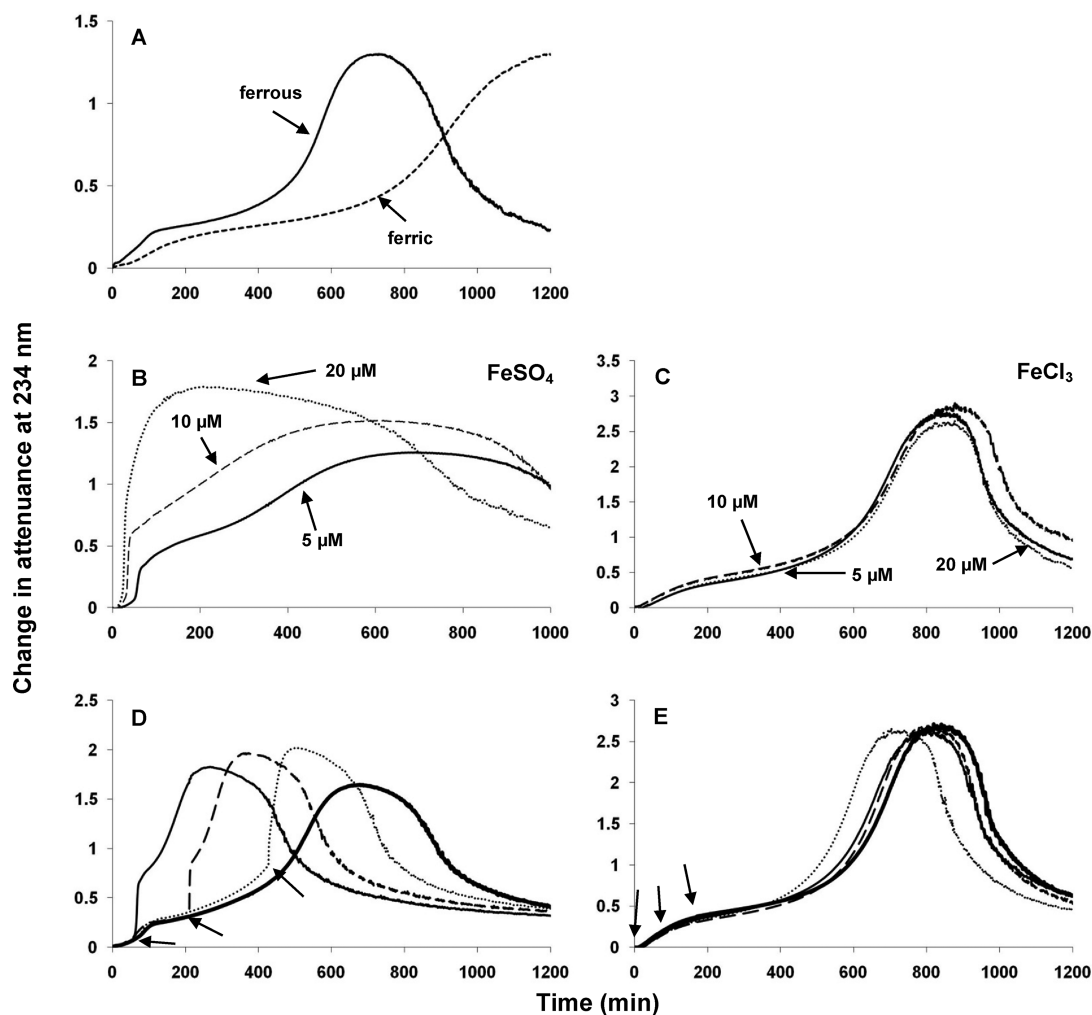 Change in attenuance at 234 nm
A
1.5
1
0.5
0
ferrous
ferric
0 200 400 600 800 1000 1200
B
FeSO₄
2
1.5
1
0.5
0
20 µM
10 µM
5 µM
0 200 400 600 800 1000
C
FeCl₃
3.5
3
2.5
2
1.5
1
0.5
0
10 µM
5 µM
20 µM
0 200 400 600 800 1000 1200
D
2.5
2
1.5
1
0.5
0
0 200 400 600 800 1000 1200
E
3
2.5
2
1.5
1
0.5
0
0 200 400 600 800 1000 1200
Time (min)